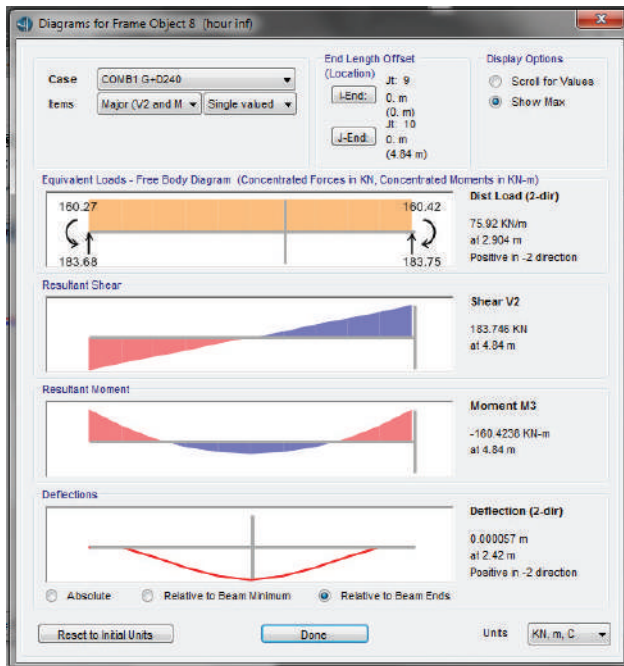 Diagrams for Frame Object 8 (hour inf)
Case COMB1 G+D240
Items Major (V2 and M Single valued
End Length Offset
(Location)
Jt: 9
I-End: 0. m
(0. m)
Jt: 10
J-End: 0. m
(4.84 m)
Display Options
Scroll for Values
Show Max
Equivalent Loads - Free Body Diagram (Concentrated Forces in KN, Concentrated Moments in KN-m)
160.27 160.42
183.68 183.75
Dist Load (2-dir)
75.92 KN/m
at 2.904 m
Positive in -2 direction
Resultant Shear
Shear V2
183.746 KN
at 4.84 m
Resultant Moment
Moment M3
-160.4236 KN-m
at 4.84 m
Deflections
Deflection (2-dir)
0.000057 m
at 2.42 m
Positive in -2 direction
Absolute Relative to Beam Minimum Relative to Beam Ends
Reset to Initial Units Done Units KN, m, C